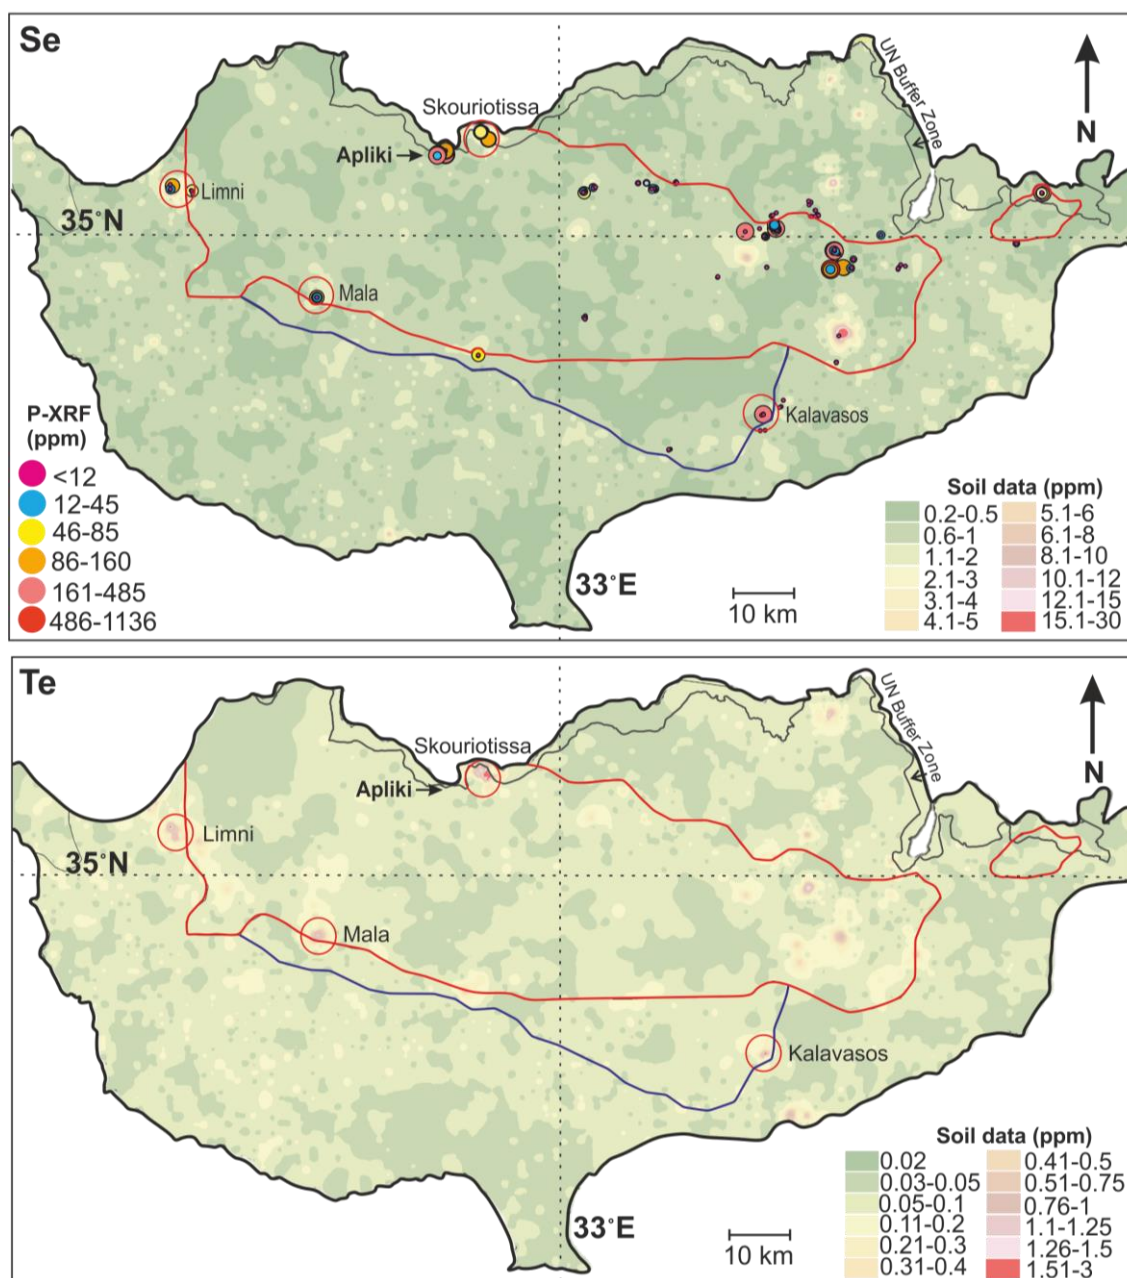 Se
UN Buffer Zone
N
Skouriotissa
Apliki
Limni
35°N
Mala
Kalavasos
P-XRF
(ppm)
<12
12-45
46-85
86-160
161-485
486-1136
33°E
10 km
Soil data (ppm)
0.2-0.5 5.1-6
0.6-1 6.1-8
1.1-2 8.1-10
2.1-3 10.1-12
3.1-4 12.1-15
4.1-5 15.1-30
Te
UN Buffer Zone
N
Skouriotissa
Apliki
Limni
35°N
Mala
Kalavasos
33°E
10 km
Soil data (ppm)
0.02 0.41-0.5
0.03-0.05 0.51-0.75
0.05-0.1 0.76-1
0.11-0.2 1.1-1.25
0.21-0.3 1.26-1.5
0.31-0.4 1.51-3